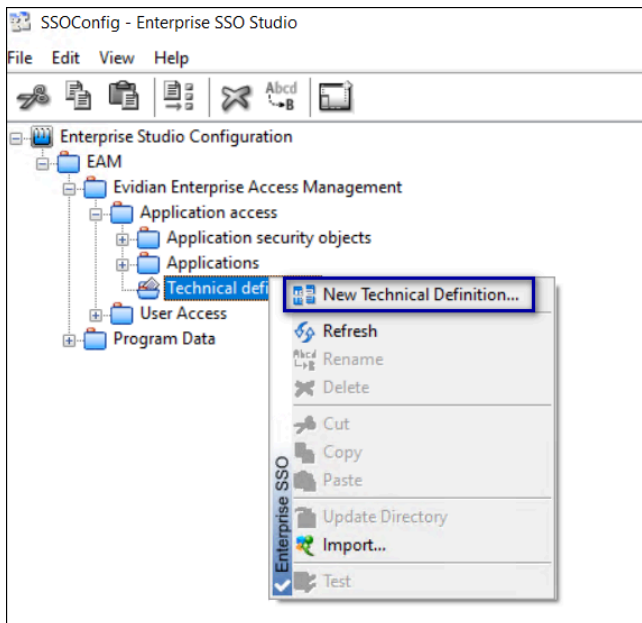 SSOConfig - Enterprise SSO Studio
File Edit View Help
Abcd
B
Enterprise Studio Configuration
EAM
Evidian Enterprise Access Management
Application access
Application security objects
Applications
Technical defi
New Technical Definition...
User Access
Program Data
Refresh
Rename
Delete
Cut
Copy
Paste
Update Directory
Import...
Test
Enterprise SSO